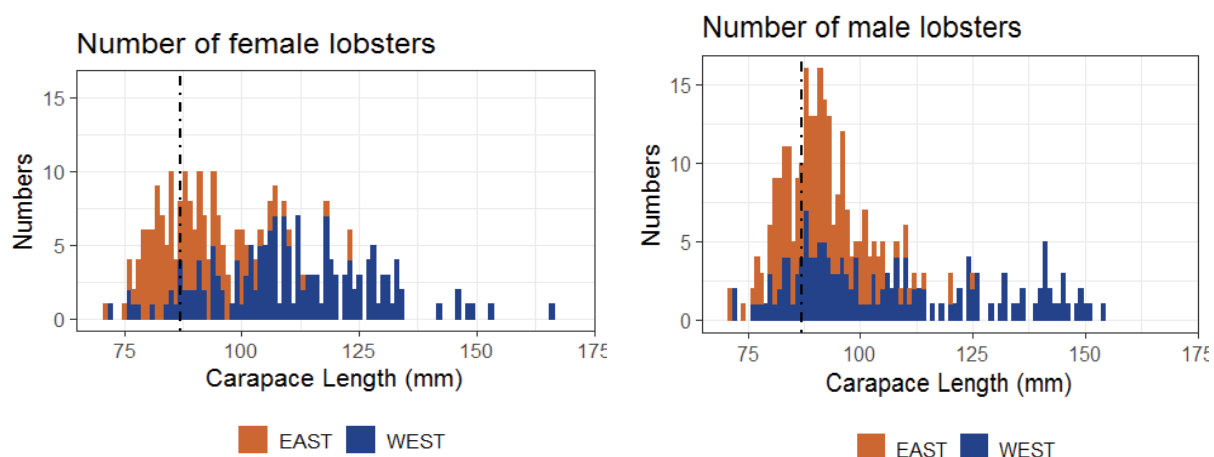 Number of female lobsters
15
10
5
0
Numbers
75 100 125 150 175
Carapace Length (mm)
EAST WEST
Number of male lobsters
15
10
5
0
Numbers
75 100 125 150 175
Carapace Length (mm)
EAST WEST